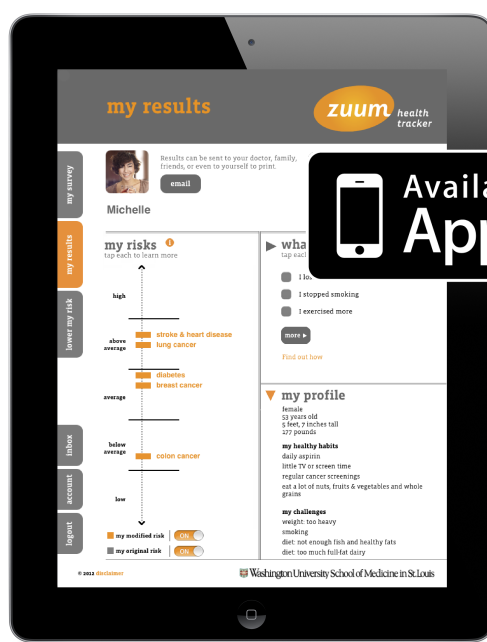 my results
zuum health
tracker
Results can be sent to your doctor, family,
friends, or even to yourself to print.
email
Michelle
my survey
my results
lower my risk
inbox
account
logout
my risks
tap each to learn more
high
above
average
average
below
average
low
stroke & heart disease
lung cancer
diabetes
breast cancer
colon cancer
my modified risk ON
my original risk ON
I stopped smoking
I exercised more
more
Find out how
my profile
female
53 years old
5 feet, 7 inches tall
177 pounds
my healthy habits
daily aspirin
little TV or screen time
regular cancer screenings
eat a lot of nuts, fruits & vegetables and whole
grains
my challenges
weight: too heavy
smoking
diet: not enough fish and healthy fats
diet: too much full-fat dairy
© 2012 disclaimer
Washington University School of Medicine in St. Louis